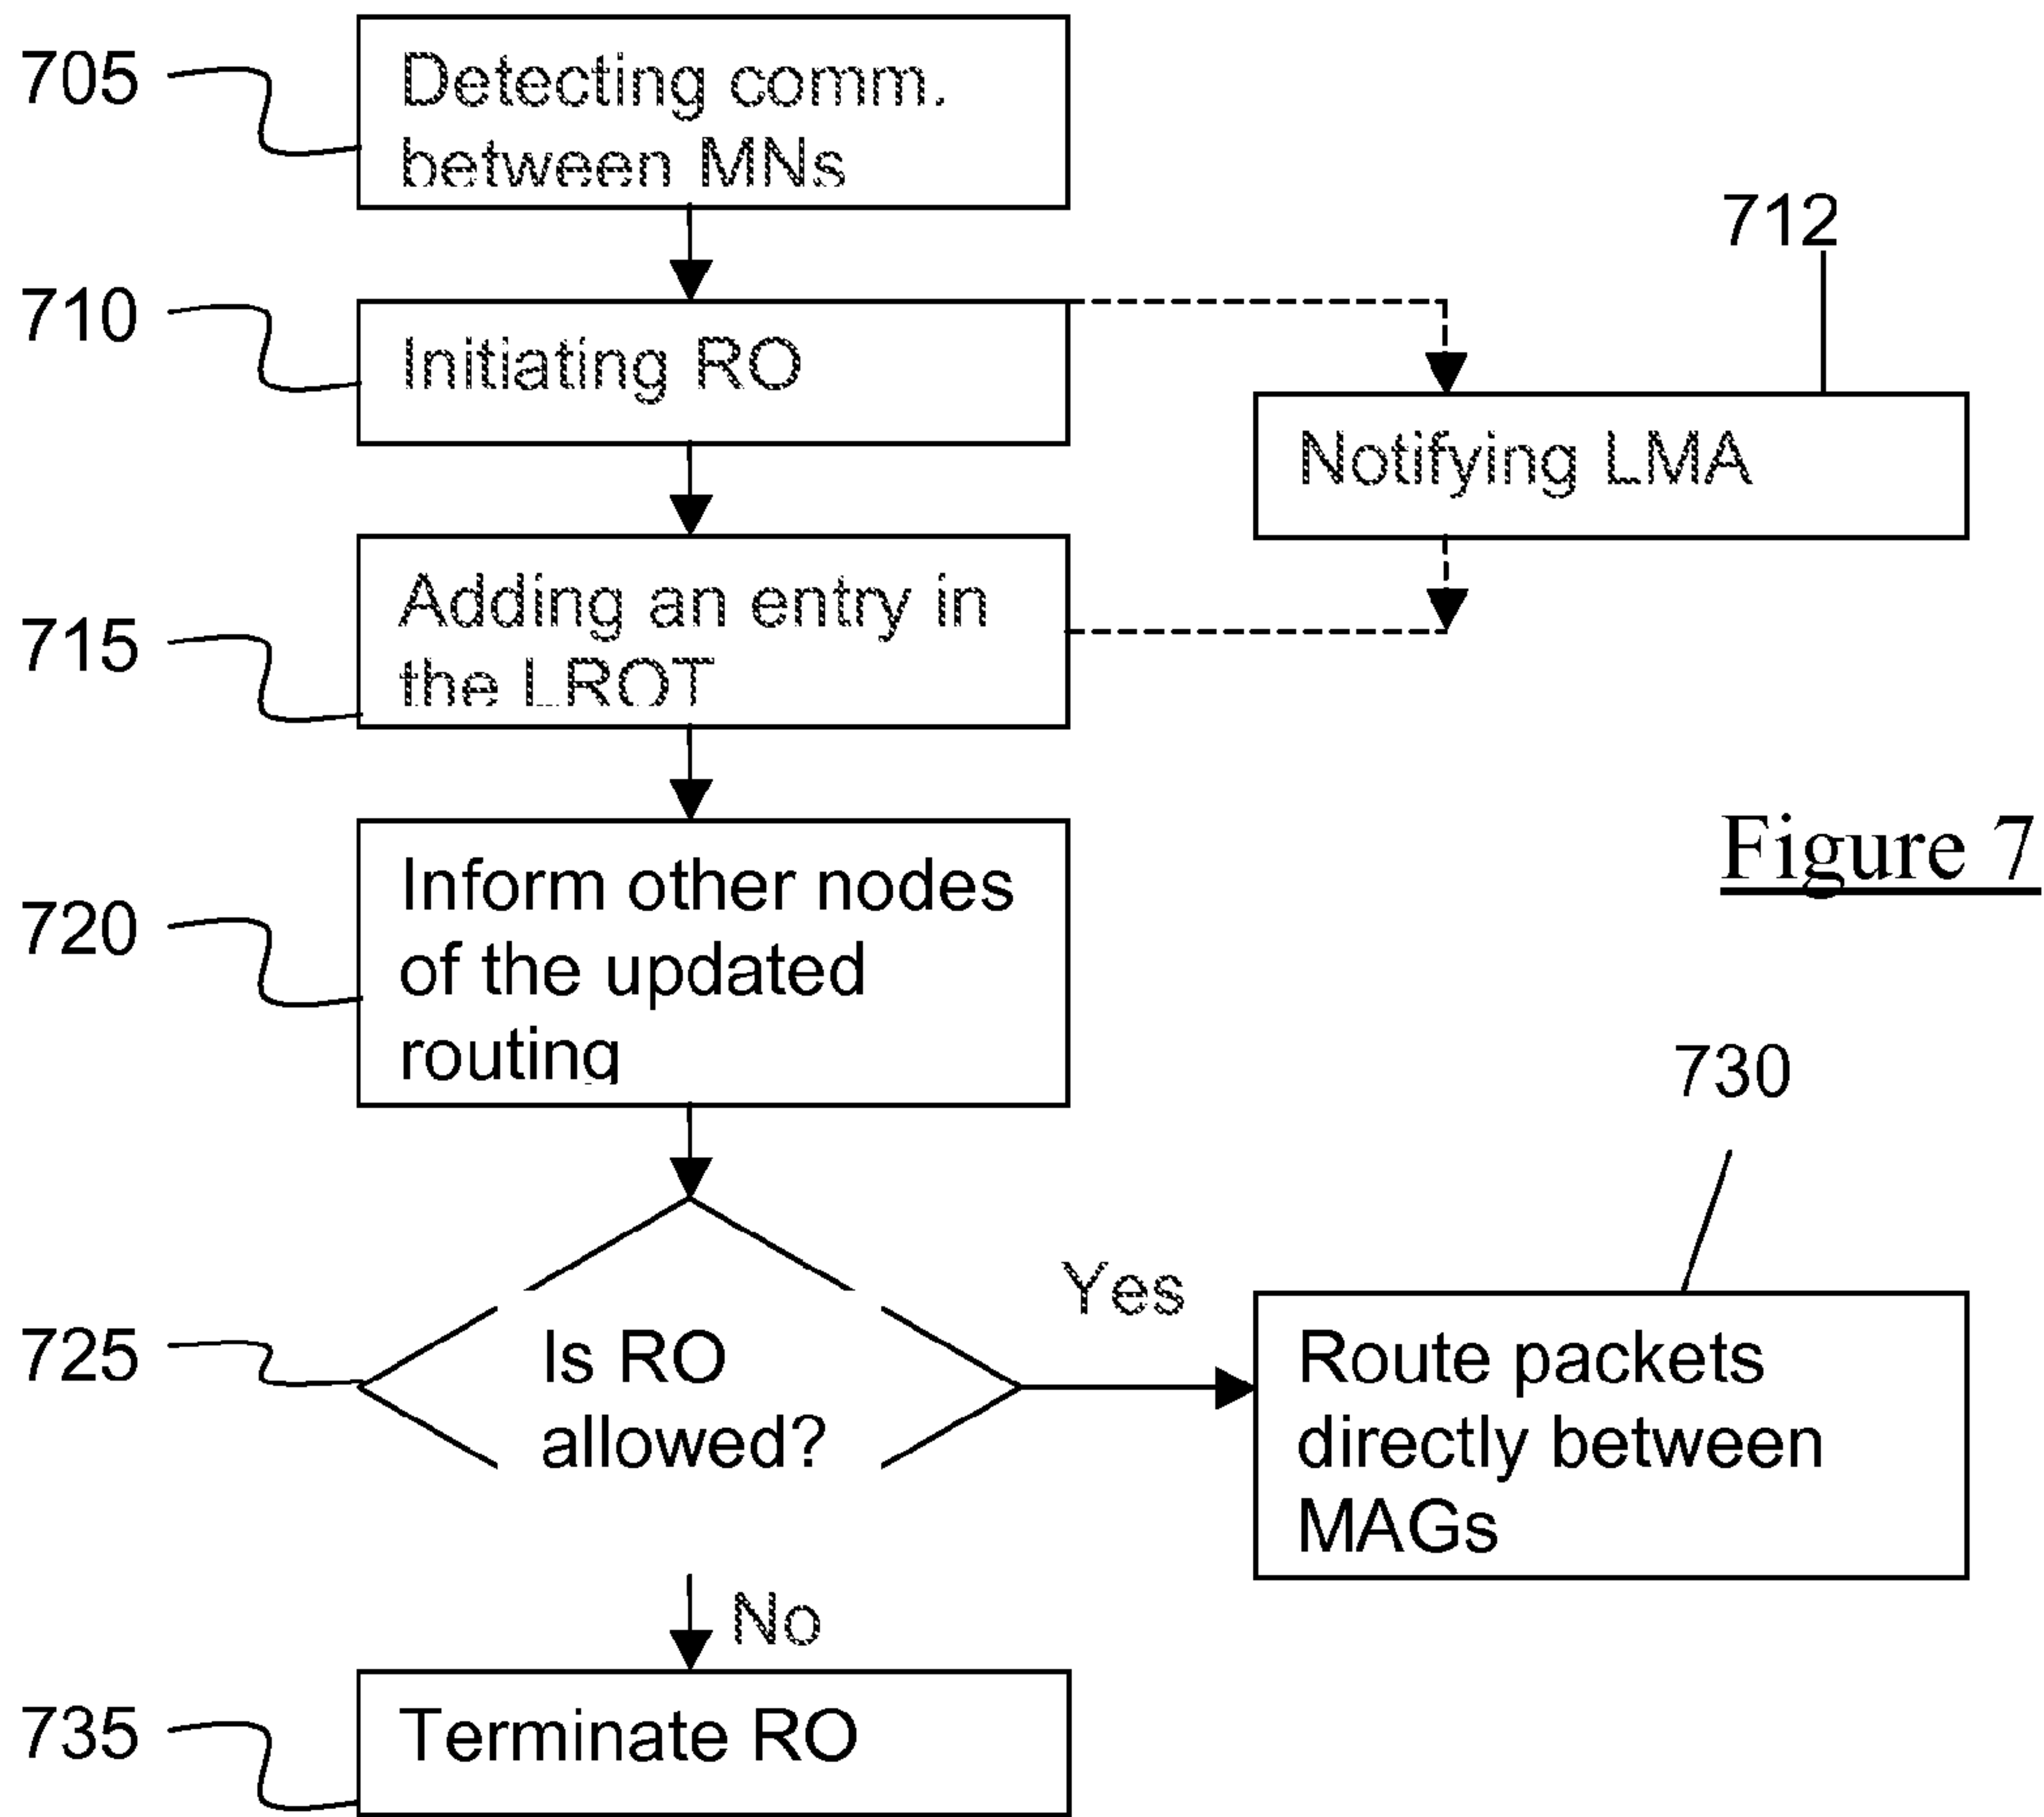 705
Detecting comm.
between MNs
712
710
Initiating RO
Notifying LMA
715
Adding an entry in
the LROT
720
Inform other nodes
of the updated
routing
Figure 7
730
725
Is RO
allowed?
Yes
Route packets
directly between
MAGs
No
735
Terminate RO